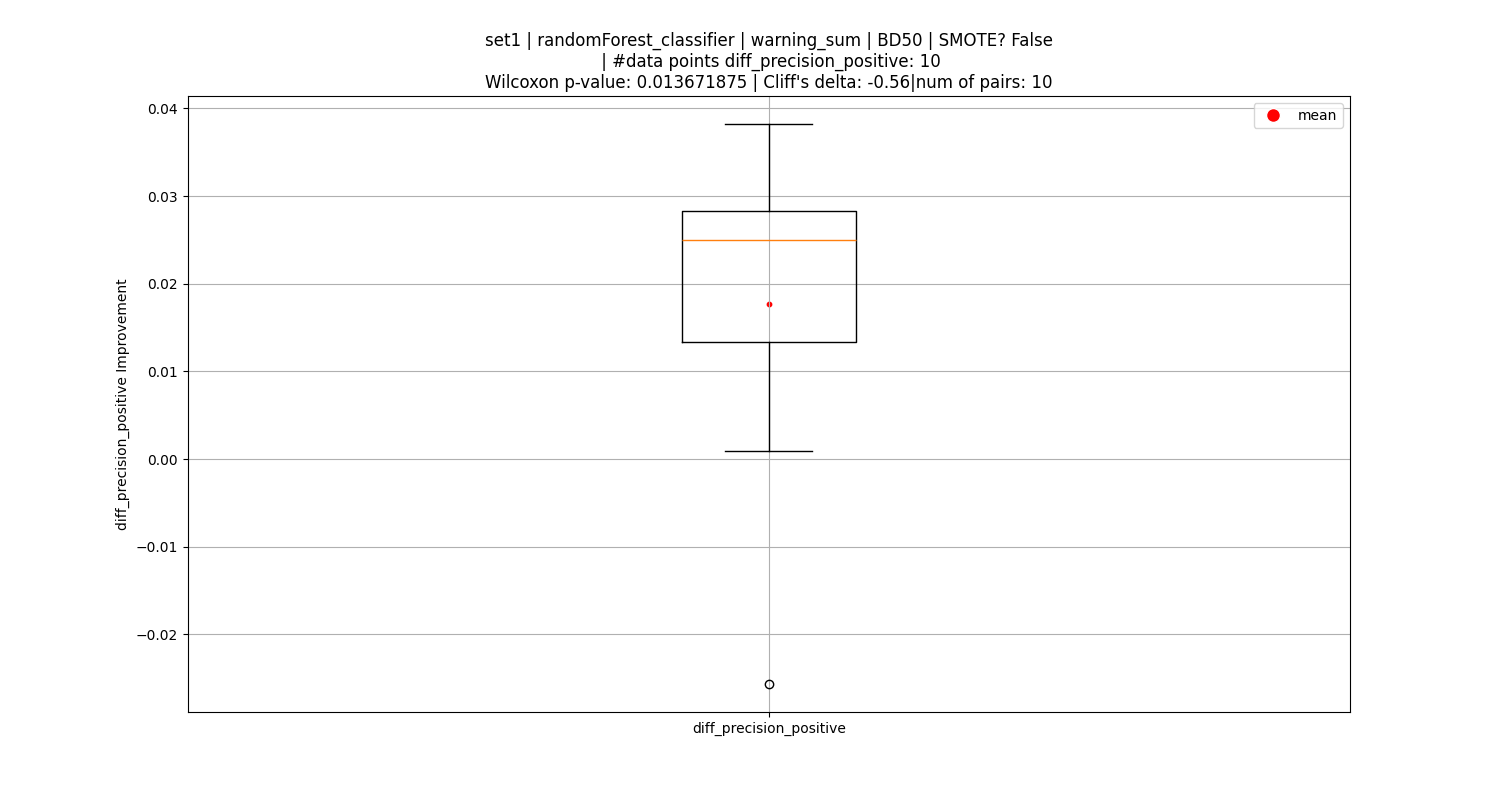 set1 | randomForest_classifier | warning_sum | BD50 | SMOTE? False
| #data points diff_precision_positive: 10
Wilcoxon p-value: 0.013671875 | Cliff's delta: -0.56|num of pairs: 10
mean
0.04
0.03
0.02
0.01
0.00
−0.01
−0.02
diff_precision_positive Improvement
diff_precision_positive